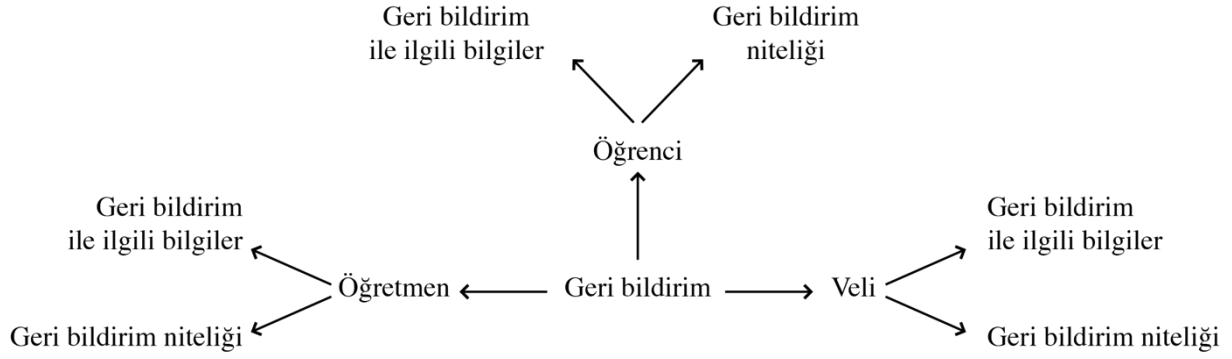 Geri bildirim
ile ilgili bilgiler
Geri bildirim
niteliği
Öğrenci
Geri bildirim
ile ilgili bilgiler
Geri bildirim
ile ilgili bilgiler
Öğretmen
Geri bildirim
Veli
Geri bildirim niteliği
Geri bildirim niteliği